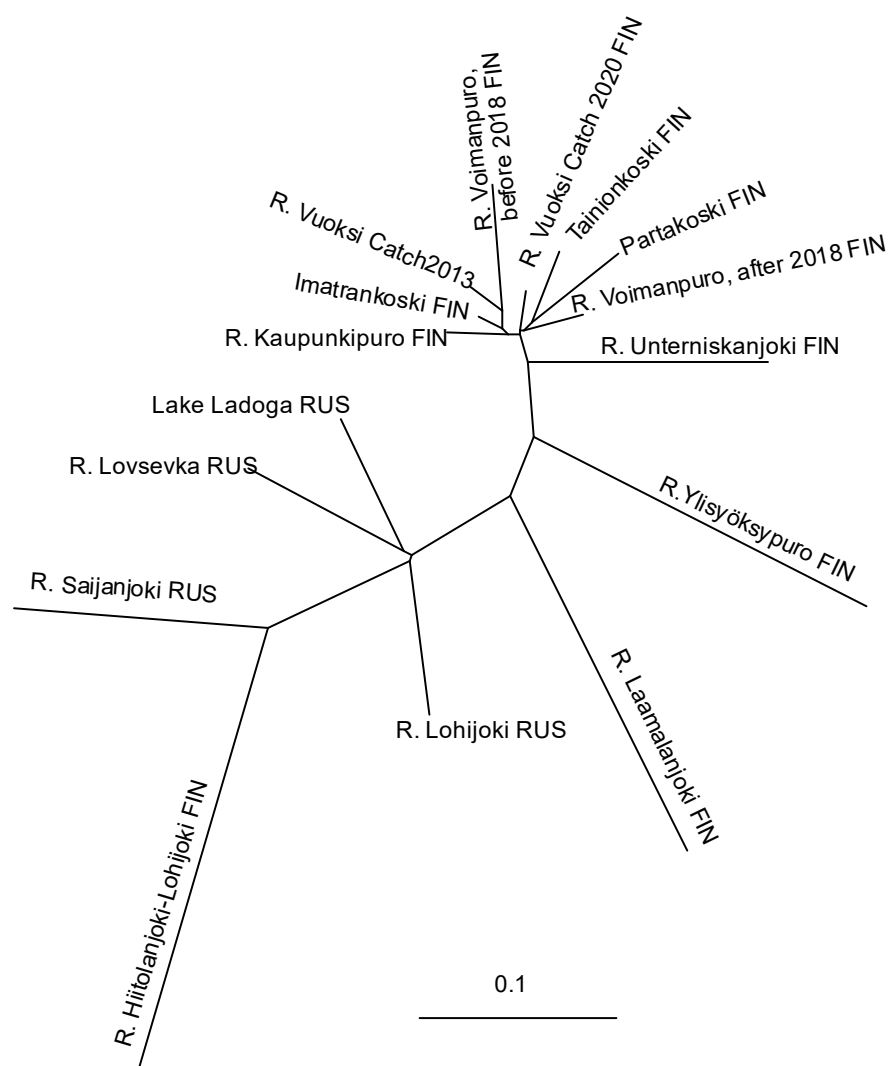 R. Voimanpuro,
before 2018 FIN
R. Vuoksi Catch 2020 FIN
Tainionkoski FIN
Partakoski FIN
R. Vuoksi Catch2013
R. Voimanpuro, after 2018 FIN
Imatrankoski FIN
R. Kaupunkipuro FIN
R. Unterniskanjoki FIN
Lake Ladoga RUS
R. Lovsevka RUS
R.Ylisyöksypuro FIN
R. Saijanjoki RUS
R. Lohijoki RUS
R. Laamalanjoki FIN
R. Hiitolanjoki-Lohijoki FIN
0.1